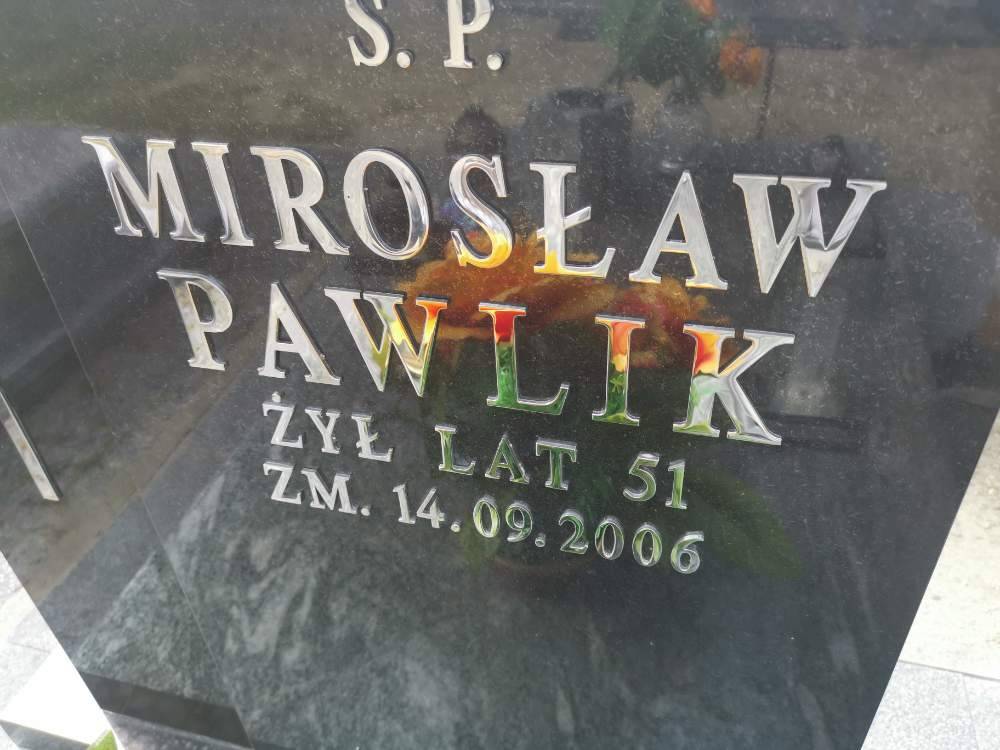 Ś. P.
MIROSŁAW
PAWLIK
ŻYŁ LAT 51
ZM. 14.09.2006